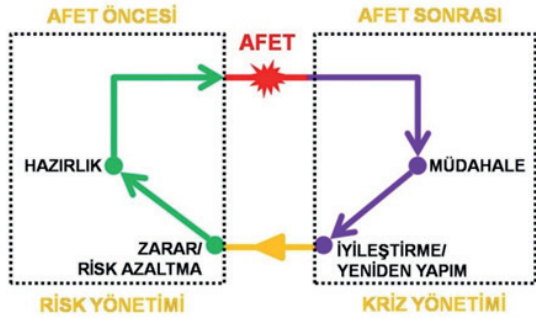 AFET ÖNCESİ
AFET SONRASI
AFET
HAZIRLIK
MÜDAHALE
ZARAR/
RİSK AZALTMA
İYİLEŞTİRME/
YENİDEN YAPIM
RİSK YÖNETİMİ
KRİZ YÖNETİMİ